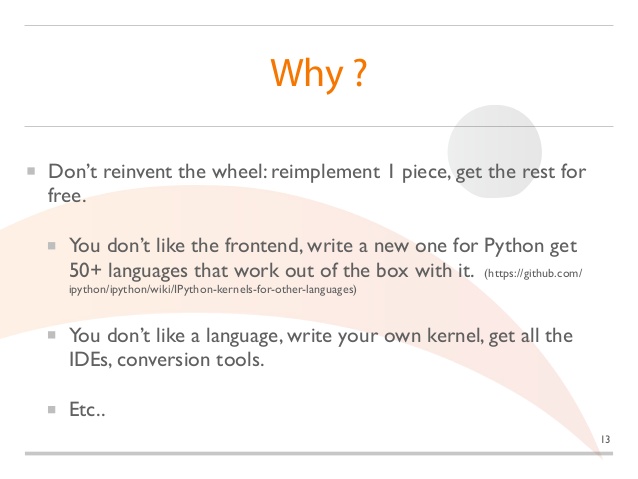 Why ?
Don't reinvent the wheel: reimplement 1 piece, get the rest for
free.
You don't like the frontend, write a new one for Python get
50+ languages that work out of the box with it. (https://github.com/
ipython/ipython/wiki/IPython-kernels-for-other-languages)
You don't like a language, write your own kernel, get all the
IDEs, conversion tools.
Etc..
13